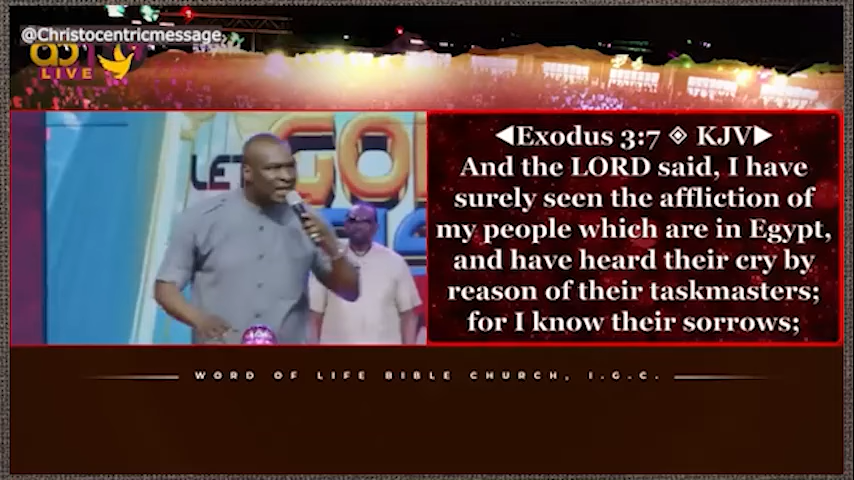 @Christocentricmessage
LIVE
LET
GOD
◀Exodus 3:7 ◈ KJV▶
And the LORD said, I have
surely seen the affliction of
my people which are in Egypt,
and have heard their cry by
reason of their taskmasters;
for I know their sorrows;
WORD OF LIFE BIBLE CHURCH, I.G.C.